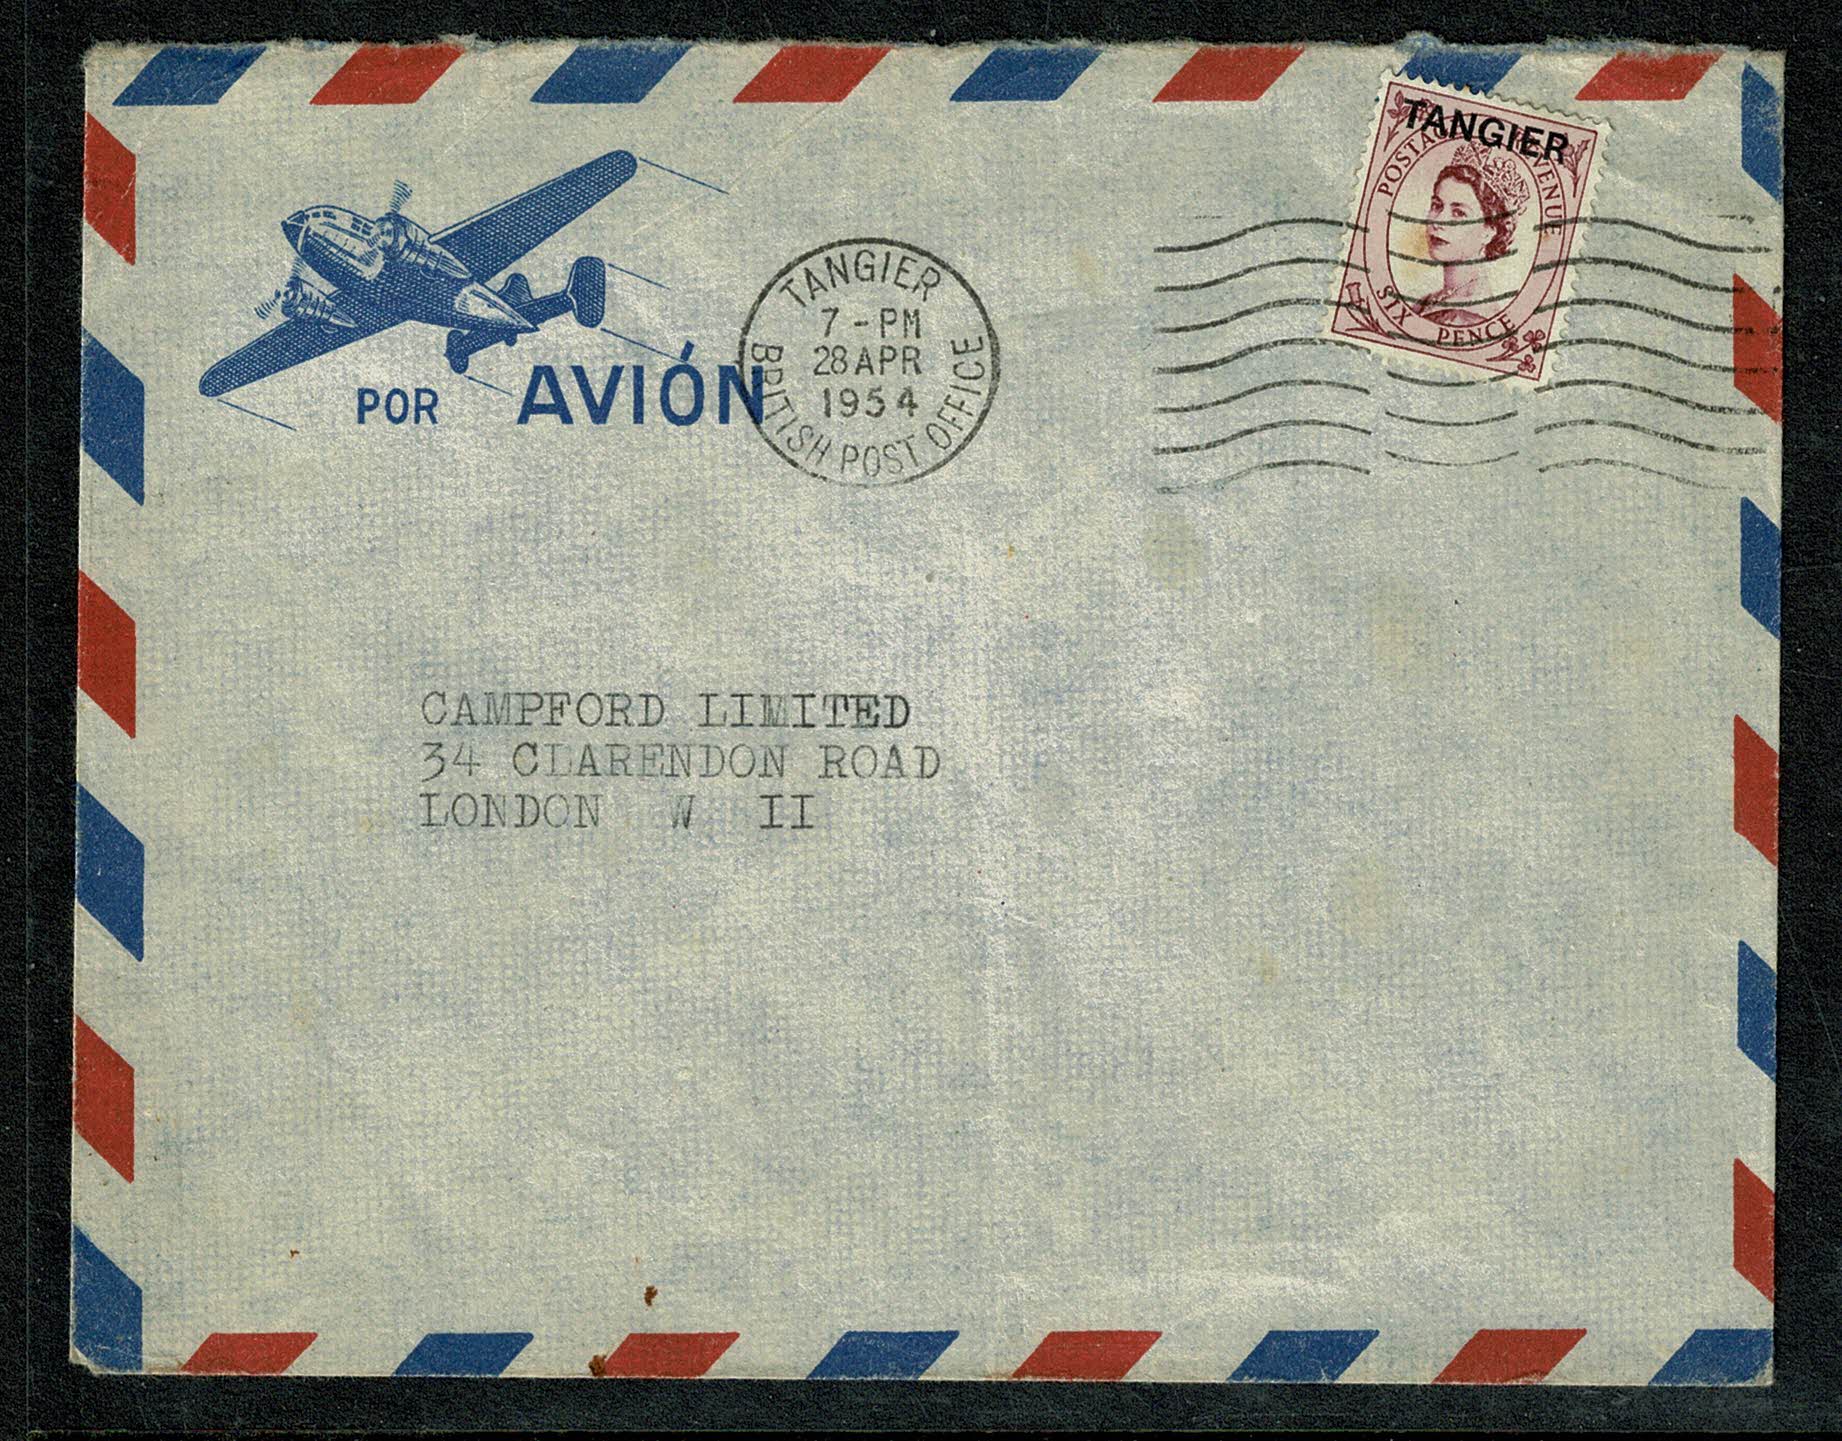 TANGIER
POSTAGE REVENUE
SIX PENCE
TANGIER
7-PM
28 APR
1954
BRITISH POST OFFICE
POR AVIÓN
CAMPFORD LIMITED
34 CLARENDON ROAD
LONDON W II